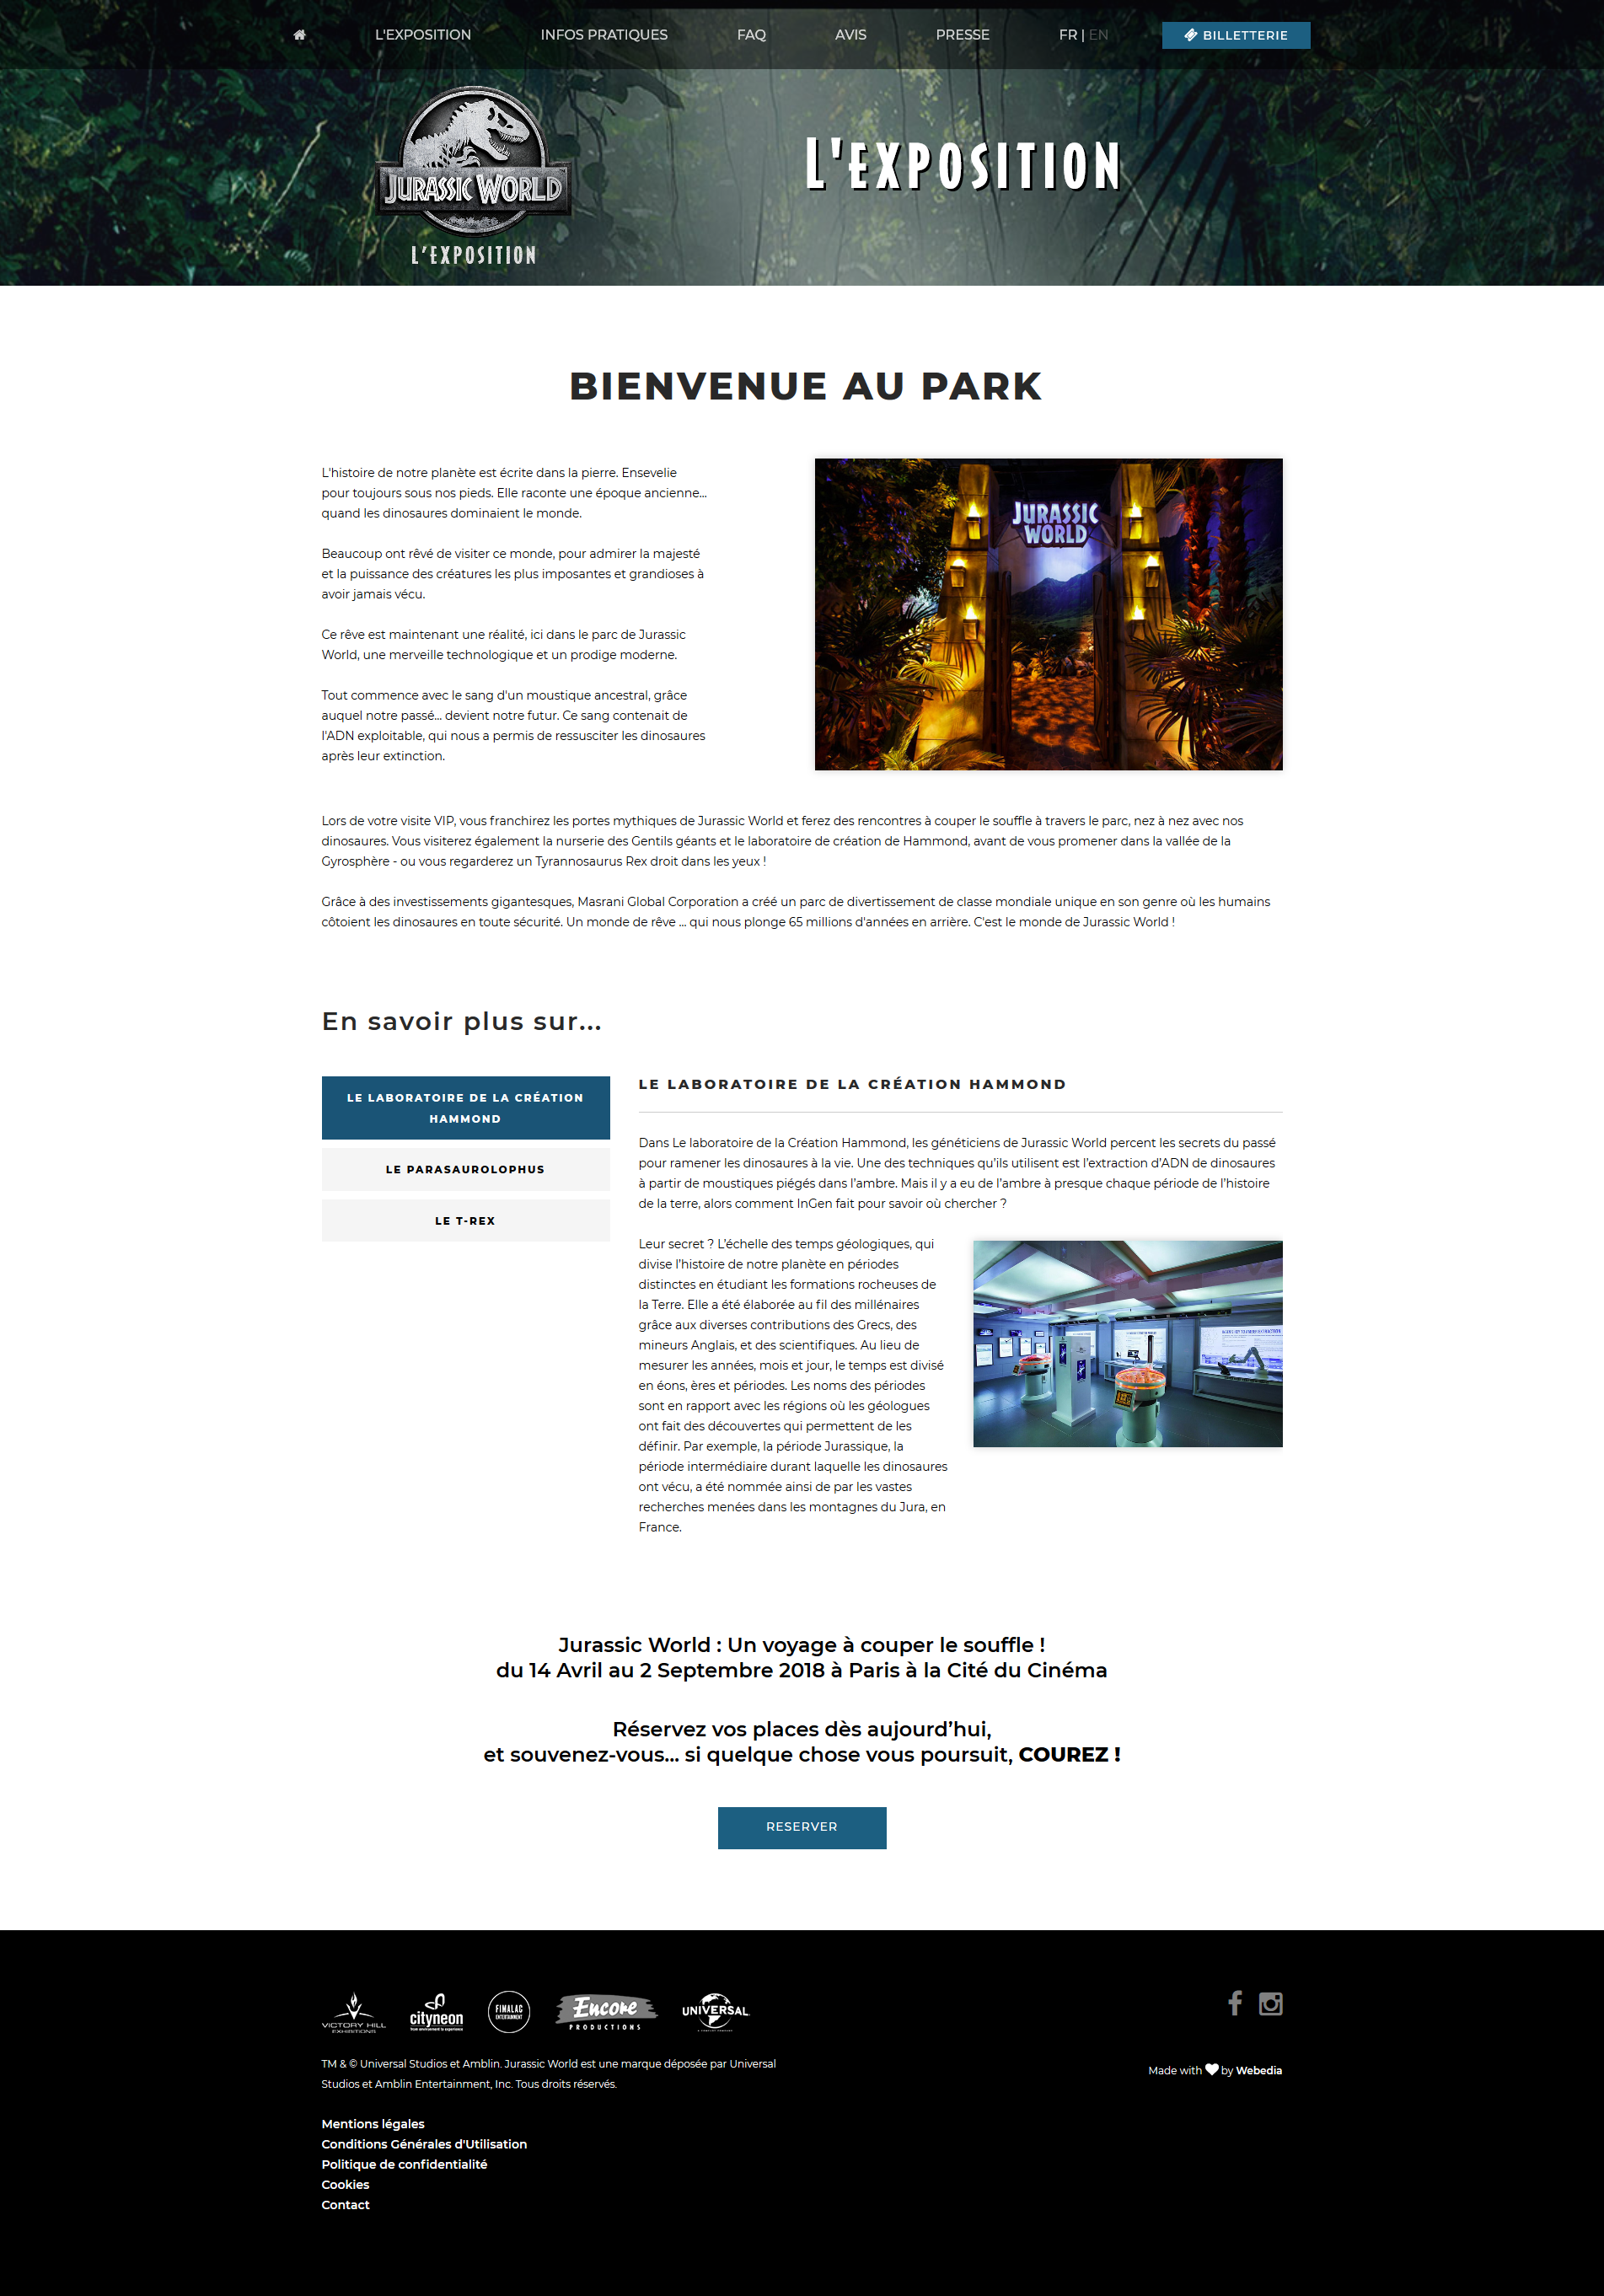 L'EXPOSITION
INFOS PRATIQUES
FAQ
AVIS
PRESSE
FR | EN
BILLETTERIE
JURASSIC WORLD
L'EXPOSITION
L'EXPOSITION
BIENVENUE AU PARK
L'histoire de notre planète est écrite dans la pierre. Ensevelie
pour toujours sous nos pieds. Elle raconte une époque ancienne...
quand les dinosaures dominaient le monde.
Beaucoup ont rêvé de visiter ce monde, pour admirer la majesté
et la puissance des créatures les plus imposantes et grandioses à
avoir jamais vécu.
Ce rêve est maintenant une réalité, ici dans le parc de Jurassic
World, une merveille technologique et un prodige moderne.
Tout commence avec le sang d'un moustique ancestral, grâce
auquel notre passé... devient notre futur. Ce sang contenait de
l'ADN exploitable, qui nous a permis de ressusciter les dinosaures
après leur extinction.
JURASSIC
WORLD
Lors de votre visite VIP, vous franchirez les portes mythiques de Jurassic World et ferez des rencontres à couper le souffle à travers le parc, nez à nez avec nos
dinosaures. Vous visiterez également la nurserie des Gentils géants et le laboratoire de création de Hammond, avant de vous promener dans la vallée de la
Gyrosphère - ou vous regarderez un Tyrannosaurus Rex droit dans les yeux !
Grâce à des investissements gigantesques, Masrani Global Corporation a créé un parc de divertissement de classe mondiale unique en son genre où les humains
côtoient les dinosaures en toute sécurité. Un monde de rêve ... qui nous plonge 65 millions d'années en arrière. C'est le monde de Jurassic World !
En savoir plus sur...
LE LABORATOIRE DE LA CRÉATION
HAMMOND
LE PARASAUROLOPHUS
LE T-REX
LE LABORATOIRE DE LA CRÉATION HAMMOND
Dans Le laboratoire de la Création Hammond, les généticiens de Jurassic World percent les secrets du passé
pour ramener les dinosaures à la vie. Une des techniques qu’ils utilisent est l’extraction d’ADN de dinosaures
à partir de moustiques piégés dans l’ambre. Mais il y a eu de l’ambre à presque chaque période de l’histoire
de la terre, alors comment InGen fait pour savoir où chercher ?
Leur secret ? L’échelle des temps géologiques, qui
divise l’histoire de notre planète en périodes
distinctes en étudiant les formations rocheuses de
la Terre. Elle a été élaborée au fil des millénaires
grâce aux diverses contributions des Grecs, des
mineurs Anglais, et des scientifiques. Au lieu de
mesurer les années, mois et jour, le temps est divisé
en éons, ères et périodes. Les noms des périodes
sont en rapport avec les régions où les géologues
ont fait des découvertes qui permettent de les
définir. Par exemple, la période Jurassique, la
période intermédiaire durant laquelle les dinosaures
ont vécu, a été nommée ainsi de par les vastes
recherches menées dans les montagnes du Jura, en
France.
Jurassic World : Un voyage à couper le souffle !
du 14 Avril au 2 Septembre 2018 à Paris à la Cité du Cinéma
Réservez vos places dès aujourd’hui,
et souvenez-vous... si quelque chose vous poursuit, COUREZ !
RESERVER
VICTORY HILL
EXHIBITIONS
cityneon
FIMALAC
ENTERTAINMENT
Encore
PRODUCTIONS
UNIVERSAL
TM & © Universal Studios et Amblin. Jurassic World est une marque déposée par Universal
Studios et Amblin Entertainment, Inc. Tous droits réservés.
Made with by Webedia
Mentions légales
Conditions Générales d'Utilisation
Politique de confidentialité
Cookies
Contact